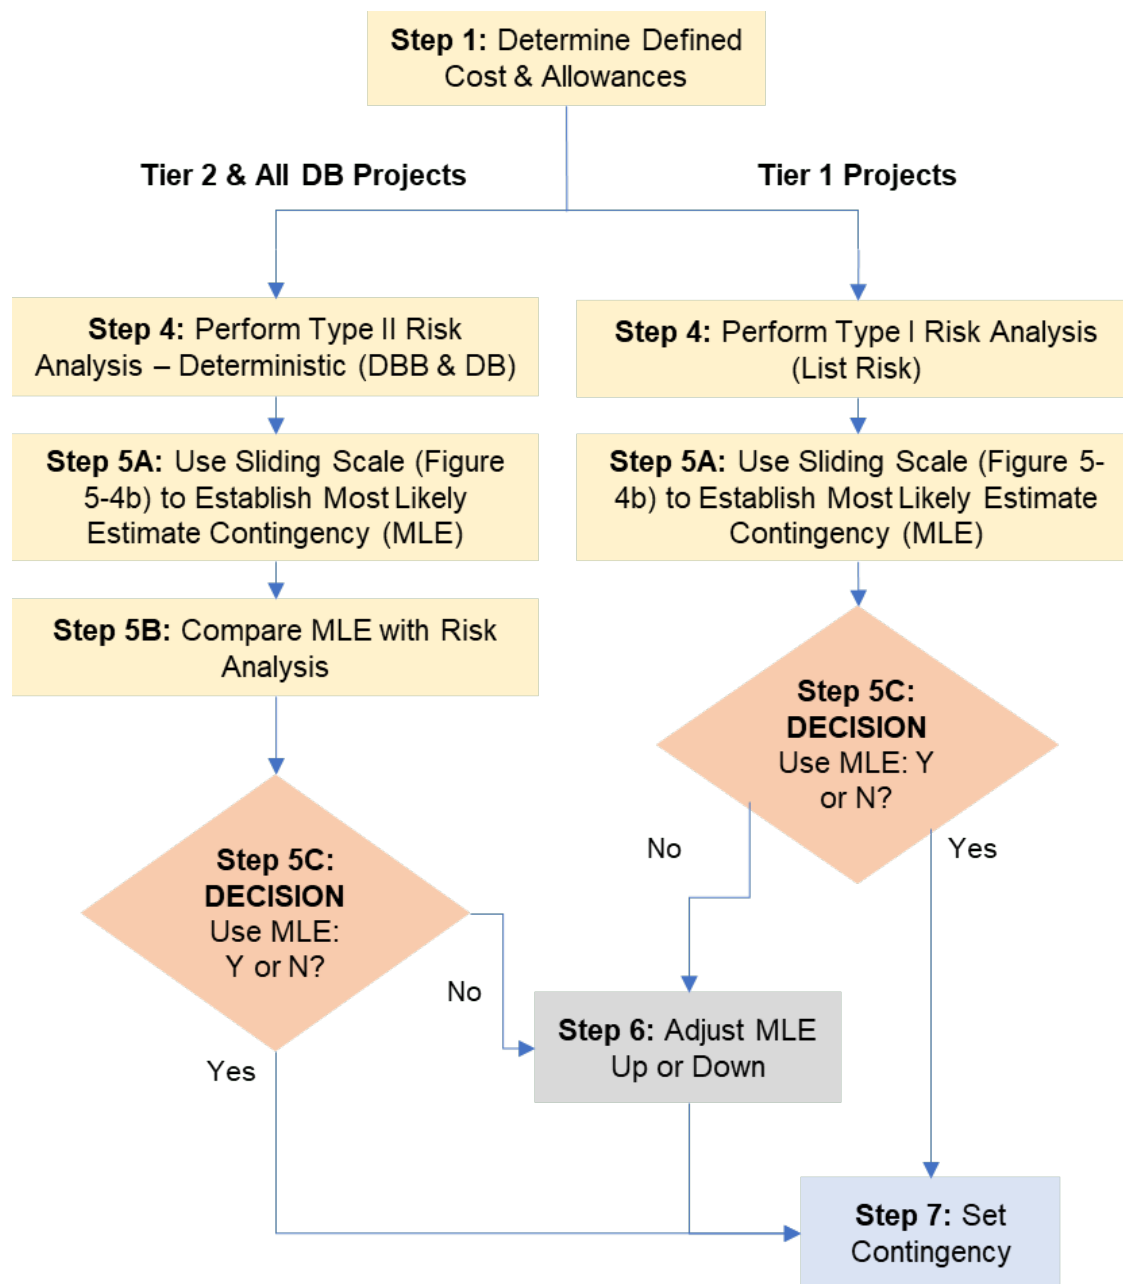 Step 1: Determine Defined
Cost & Allowances
Tier 2 & All DB Projects
Tier 1 Projects
Step 4: Perform Type II Risk
Analysis – Deterministic (DBB & DB)
Step 4: Perform Type I Risk Analysis
(List Risk)
Step 5A: Use Sliding Scale (Figure
5-4b) to Establish Most Likely
Estimate Contingency (MLE)
Step 5A: Use Sliding Scale (Figure 5-
4b) to Establish Most Likely Estimate
Contingency (MLE)
Step 5B: Compare MLE with Risk
Analysis
Step 5C:
DECISION
Use MLE: Y
or N?
No
Yes
Step 5C:
DECISION
Use MLE:
Y or N?
No
Yes
Step 6: Adjust MLE
Up or Down
Step 7: Set
Contingency